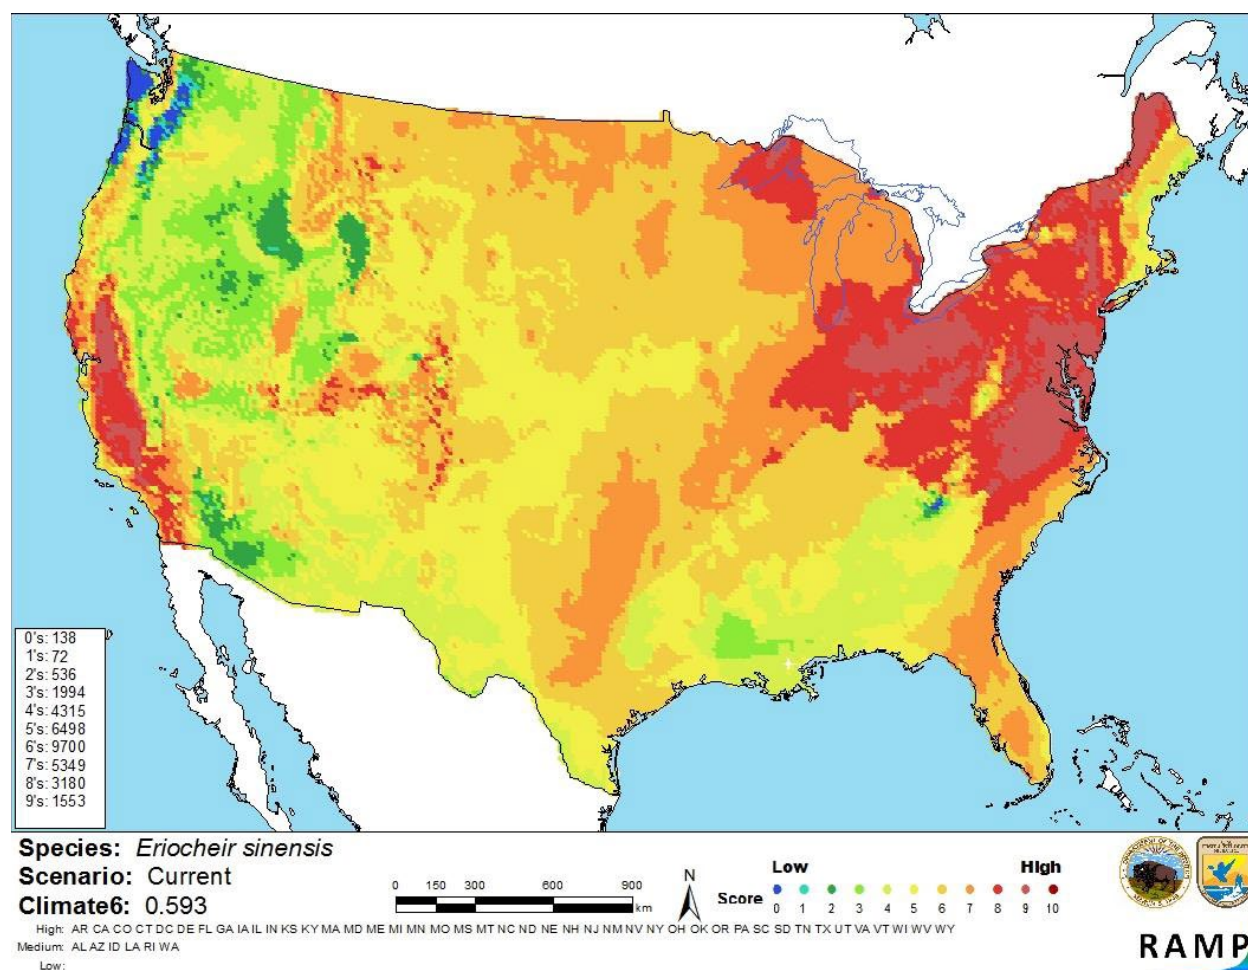 0's: 138
1's: 72
2's: 536
3's: 1994
4's: 4315
5's: 6498
6's: 9700
7's: 5349
8's: 3180
9's: 1553
Species: Eriocheir sinensis
Scenario: Current
Climate6: 0.593
0 150 300 600 900
km
N
Low High
Score 0 1 2 3 4 5 6 7 8 9 10
High: AR CA CO CT DC DE FL GA IA IL IN KS KY MA MD ME MI MN MO MS MT NC ND NE NH NJ NM NV NY OH OK OR PA SC SD TN TX UT VA VT WI WV WY
Medium: AL AZ ID LA RI WA
Low:
RAMP